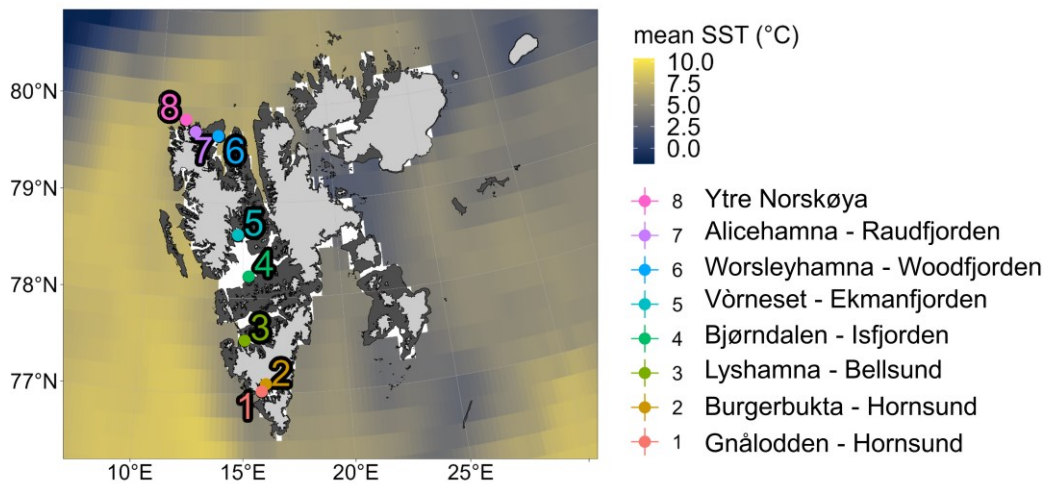 mean SST (°C)
10.0
7.5
5.0
2.5
0.0
80°N
79°N
78°N
77°N
10°E
15°E
20°E
25°E
8
7
6
5
4
3
2
1
8 Ytre Norskøya
7 Alicehamna - Raudfjorden
6 Worsleyhamna - Woodfjorden
5 Vòrneset - Ekmanfjorden
4 Bjørndalen - Isfjorden
3 Lyshamna - Bellsund
2 Burgerbukta - Hornsund
1 Gnålodden - Hornsund